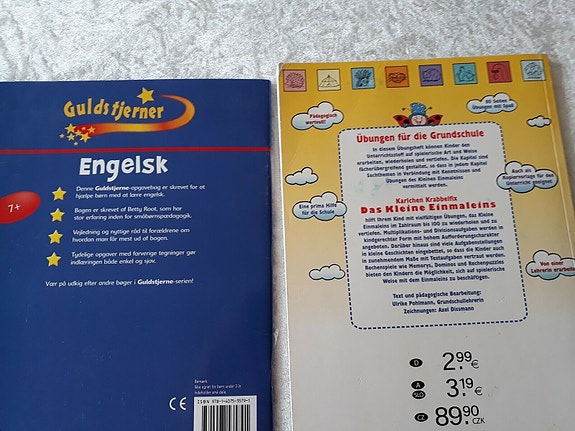 Guldstjerner
Engelsk
Denne Guldstjerne-opgavebog er skrevet for at
hjælpe børn med at lære engelsk.
Bogen er skrevet af Betty Root, som har
stor erfaring inden for småbørnspædagogik.
Vejledning og nyttige råd til forældrene om
hvordan man får mest ud af bogen.
Tydelige opgaver med farverige tegninger gør
indlæringen både enkel og sjov.
Vær på udkig efter andre bøger i Guldstjerne-serien!
7+
CE
Pädagogisch
wertvoll!
80 Seiten
Übungen mit Spaß
Übungen für die Grundschule
In diesem Übungsheft können Kinder den
Unterrichtsstoff auf spielerische Art und Weise
erarbeiten, wiederholen und vertiefen. Die Kapitel sind
fächerübergreifend gestaltet, so dass in jedem Kapitel
Sachthemen in Verbindung mit Kenntnissen und
Übungen des Kleinen Einmaleins
vermittelt werden.
Auch als
Kopiervorlage für den
Unterricht geeignet
Eine prima Hilfe
für die Schule
Karlchen Krabbelfix
Das Kleine Einmaleins
hilft Ihrem Kind mit vielfältigen Übungen, das Kleine
Einmaleins im Zahlraum bis 100 zu wiederholen und zu
vertiefen. Multiplikations- und Divisionsaufgaben werden in
kindgerechter Form mit hohem Aufforderungscharakter
angeboten. Darüber hinaus sind viele Aufgabenstellungen
in kleine Geschichten eingebettet, so dass die Kinder auch
in zunehmendem Maße mit Textaufgaben vertraut werden.
Rechenspiele wie Memorys, Dominos und Rechenpuzzles
bieten den Kindern die Möglichkeit, sich auf spielerische
Weise mit dem Einmaleins zu beschäftigen.
Von einer
Lehrerin erarbeitet
Text und pädagogische Bearbeitung:
Ulrike Pohlmann, Grundschullehrerin
Zeichnungen: Axel Dissmann
D 2.99 €
A SLO 3.19 €
CZ 89.90 CZK